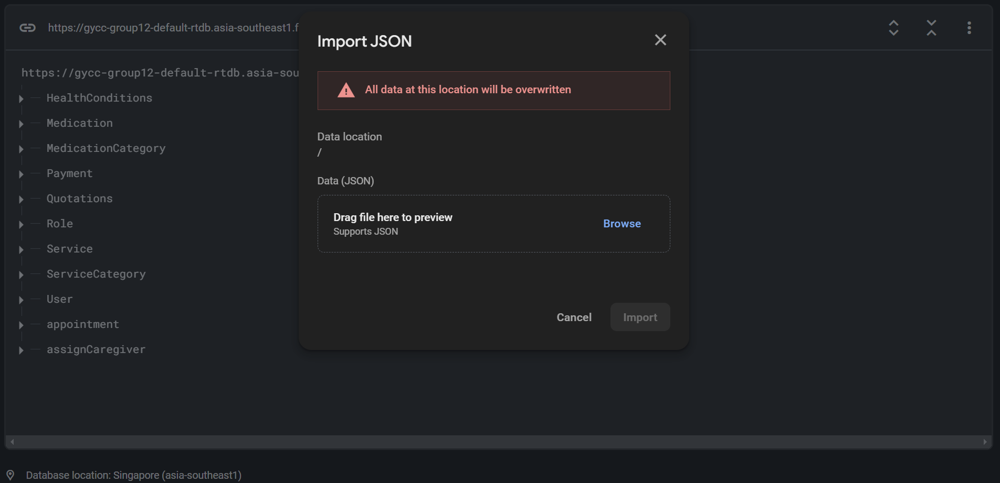 https://gycc-group12-default-rtdb.asia-southeast1.f
Import JSON
All data at this location will be overwritten
Data location
/
Data (JSON)
Drag file here to preview
Supports JSON
Browse
Cancel
Import
https://gycc-group12-default-rtdb.asia-sou
HealthConditions
Medication
MedicationCategory
Payment
Quotations
Role
Service
ServiceCategory
User
appointment
assignCaregiver
Database location: Singapore (asia-southeast1)